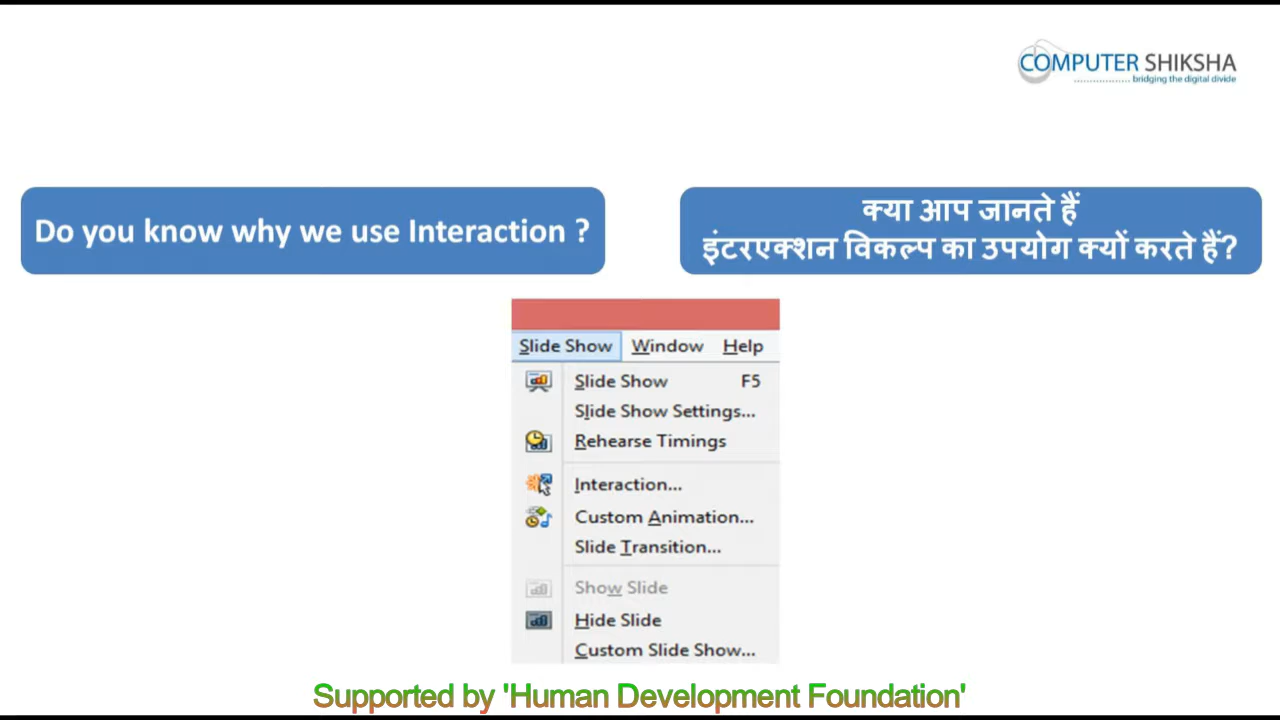 COMPUTER SHIKSHA
.................. bridging the digital divide
Do you know why we use Interaction ?
क्या आप जानते हैं
इंटरएक्शन विकल्प का उपयोग क्यों करते हैं?
Slide Show Window Help
Slide Show F5
Slide Show Settings...
Rehearse Timings
Interaction...
Custom Animation...
Slide Transition...
Show Slide
Hide Slide
Custom Slide Show...
Supported by 'Human Development Foundation'